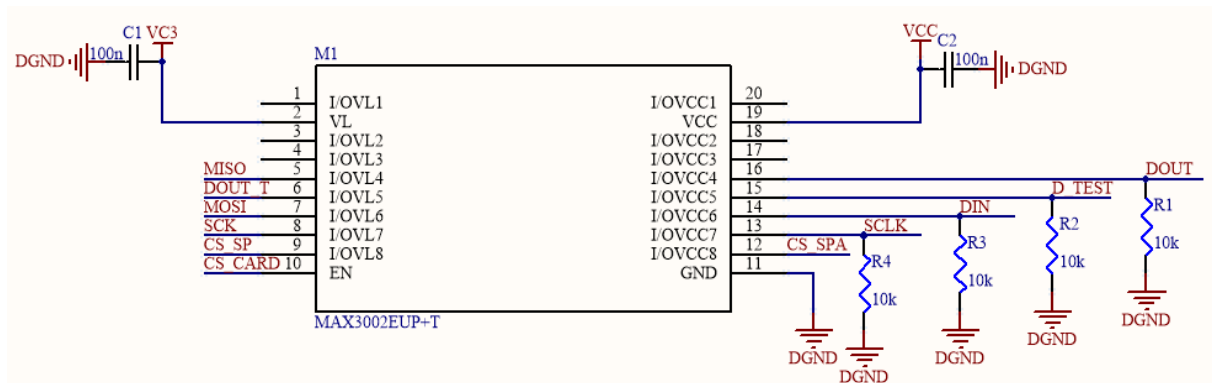 C1 VC3
DGND 100n
M1
VCC
C2
100n DGND
1 I/OVL1 I/OVCC1 20
2 VL VCC 19
3 I/OVL2 I/OVCC2 18
4 I/OVL3 I/OVCC3 17
MISO 5 I/OVL4 I/OVCC4 16 DOUT
DOUT_T 6 I/OVL5 I/OVCC5 15 D_TEST
MOSI 7 I/OVL6 I/OVCC6 14 DIN
SCK 8 I/OVL7 I/OVCC7 13 SCLK
CS_SP 9 I/OVL8 I/OVCC8 12 CS_SPA
CS_CARD 10 EN GND 11
R4 R3 R2 R1
10k 10k 10k 10k
MAX3002EUP+T
DGND DGND DGND DGND DGND